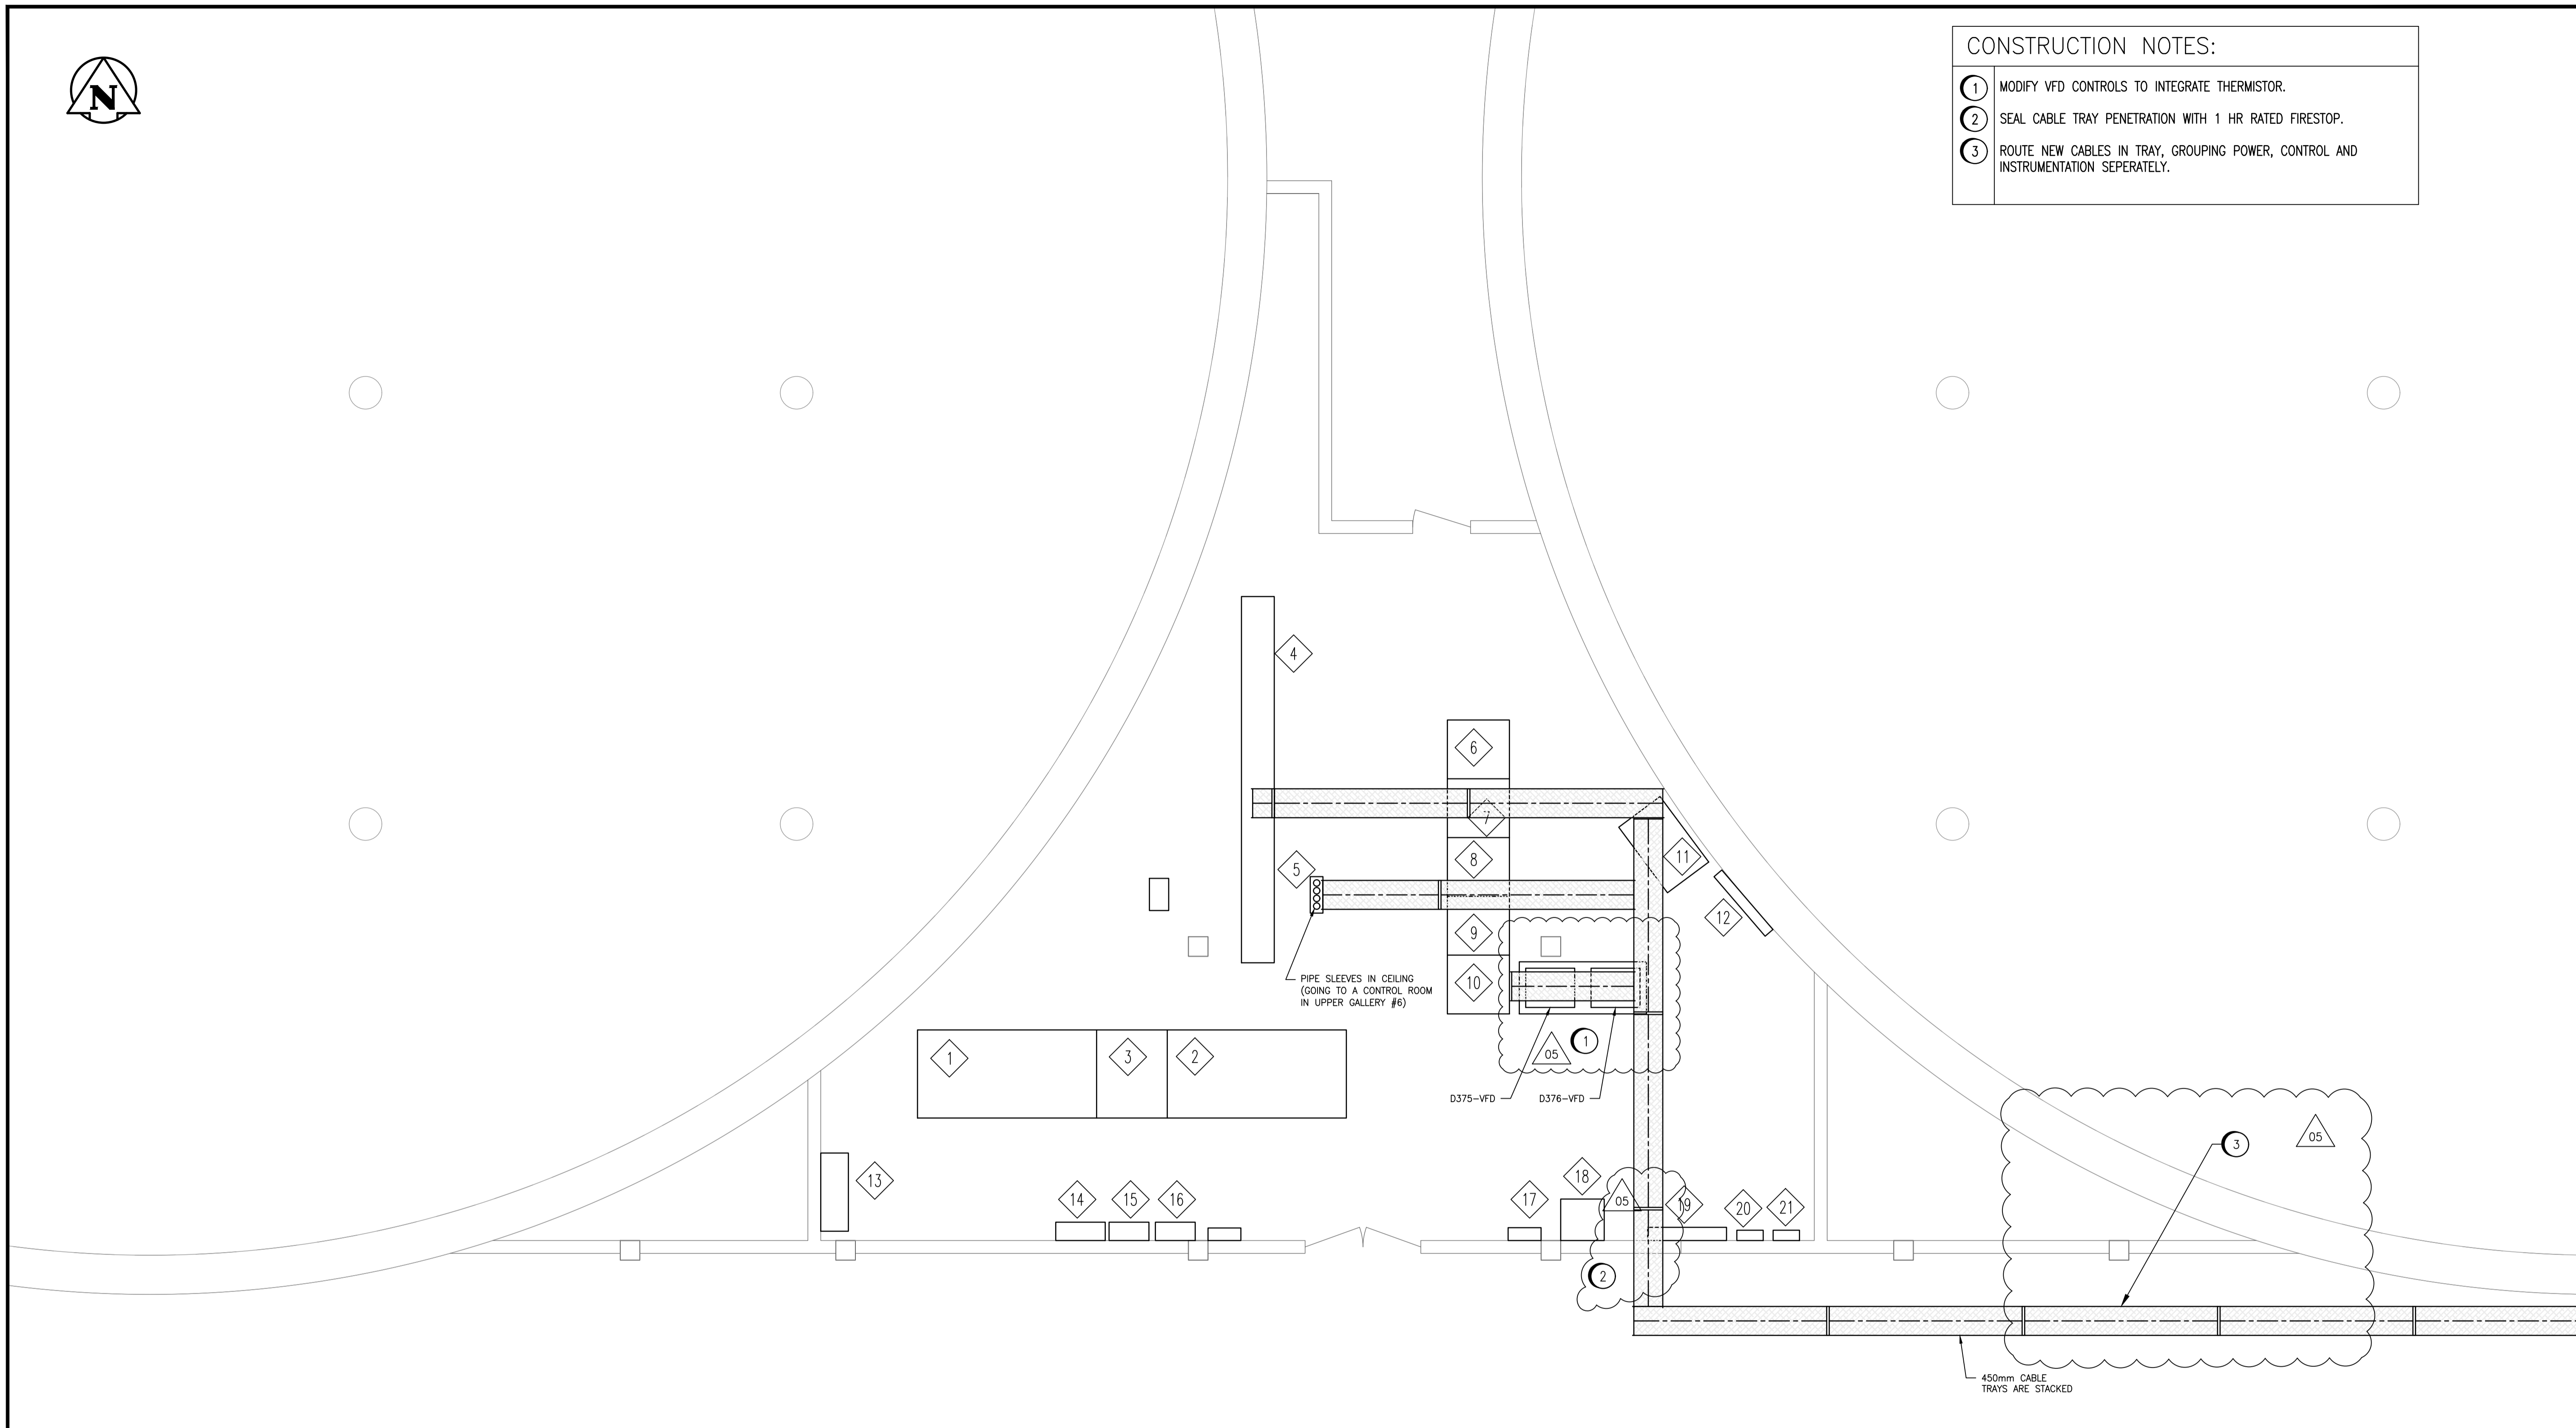 N
CONSTRUCTION NOTES:
1 MODIFY VFD CONTROLS TO INTEGRATE THERMISTOR.
2 SEAL CABLE TRAY PENETRATION WITH 1 HR RATED FIRESTOP.
3 ROUTE NEW CABLES IN TRAY, GROUPING POWER, CONTROL AND
INSTRUMENTATION SEPERATELY.
4
6
7
8
5
11
12
9
10
PIPE SLEEVES IN CEILING
(GOING TO A CONTROL ROOM
IN UPPER GALLERY #6)
1
3
2
05
1
D375-VFD
D376-VFD
3
05
13
14
15
16
17
18
05
19
20
21
2
450mm CABLE
TRAYS ARE STACKED